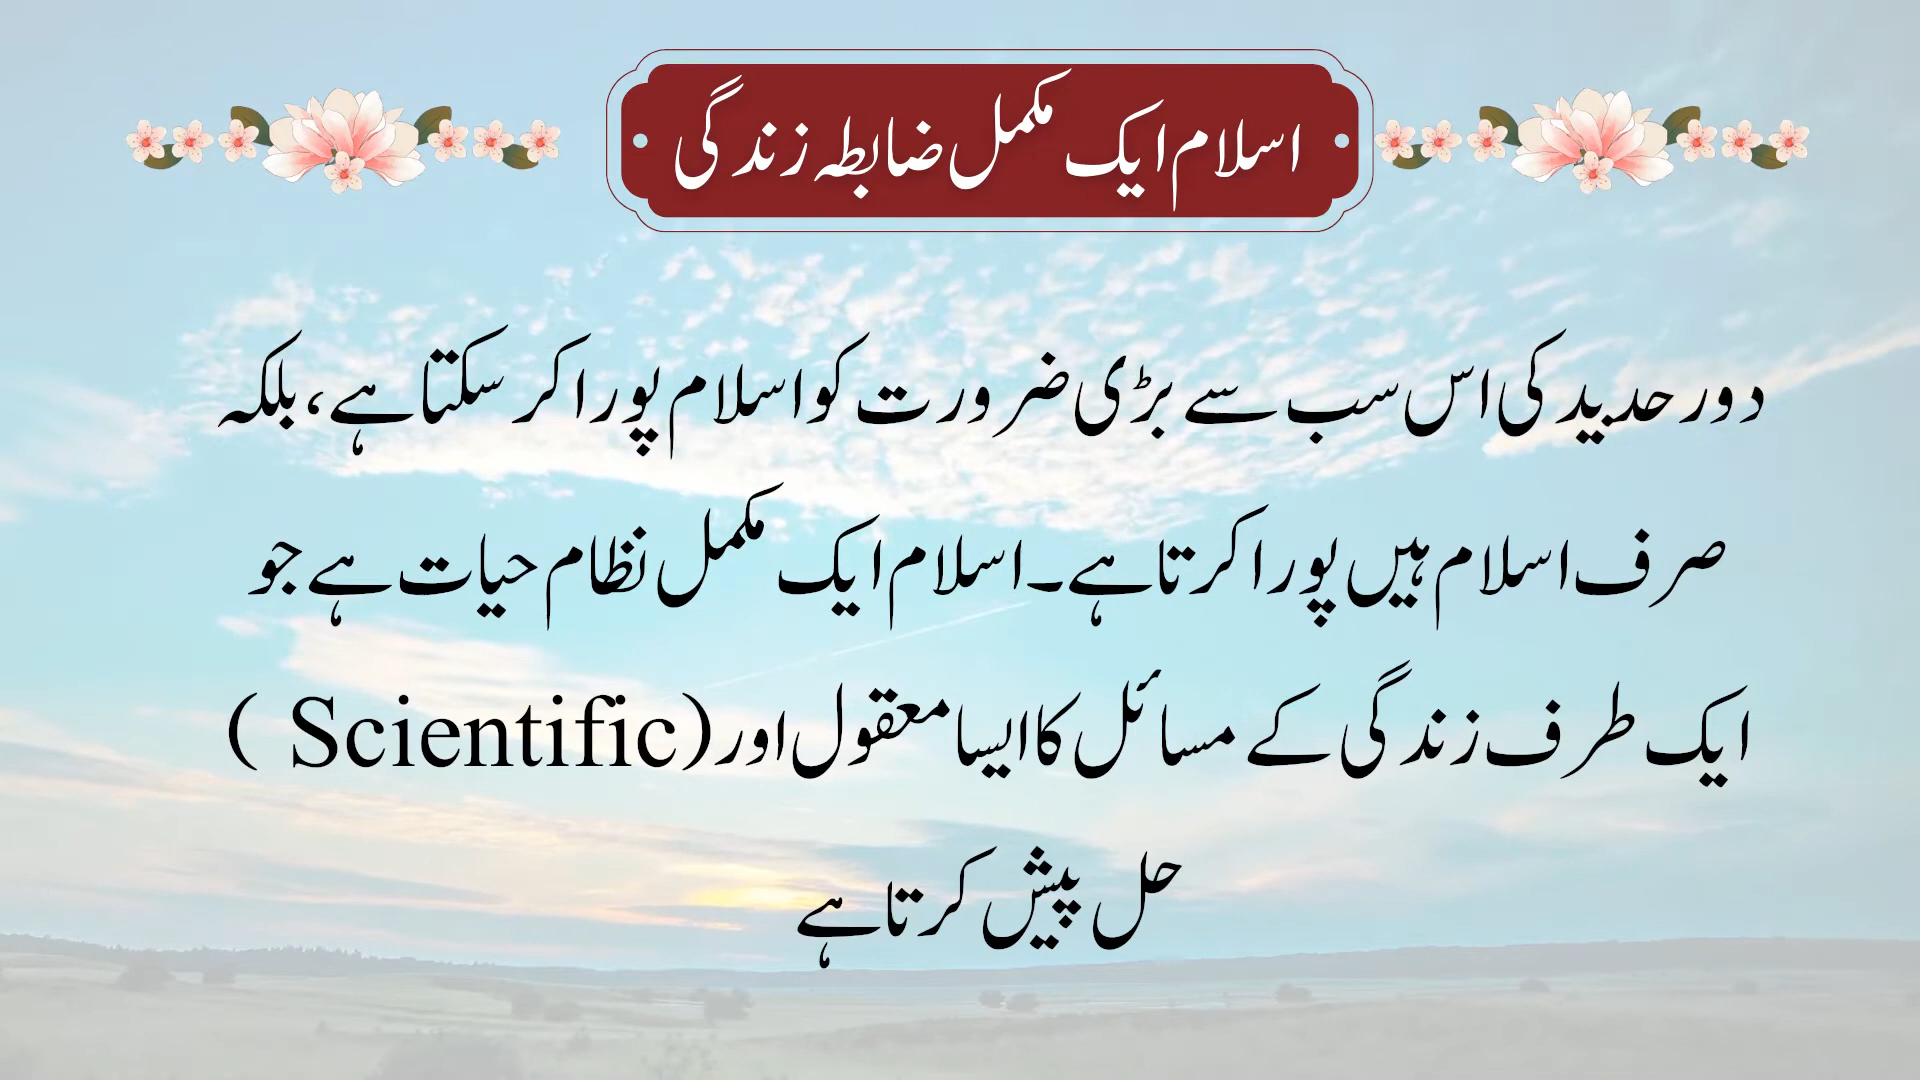 اسلام ایک مکمل ضابطہ زندگی
دور حدید کی اس سب سے بڑی ضرورت کو اسلام پورا کر سکتا ہے، بلکہ
صرف اسلام ہیں پورا کرتا ہے۔ اسلام ایک مکمل نظام حیات ہے جو
ایک طرف زندگی کے مسائل کا ایسا معقول اور (Scientific )
حل پیش کرتا ہے